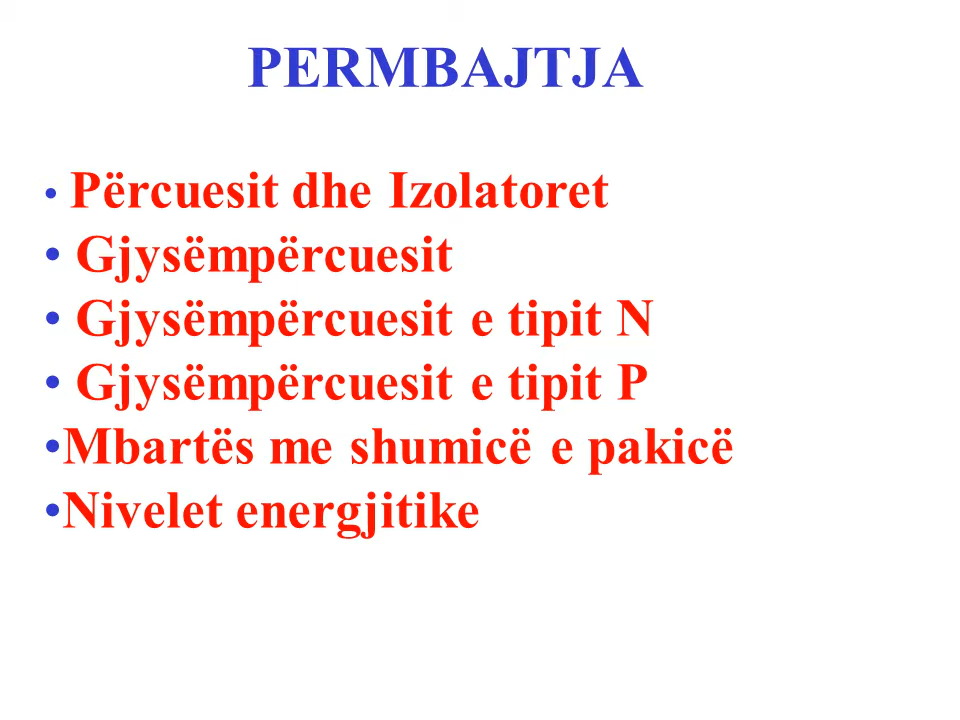 PERMBAJTJA
• Përcuesit dhe Izolatoret
• Gjysëmpërcuesit
• Gjysëmpërcuesit e tipit N
• Gjysëmpërcuesit e tipit P
•Mbartës me shumicë e pakicë
•Nivelet energjitike